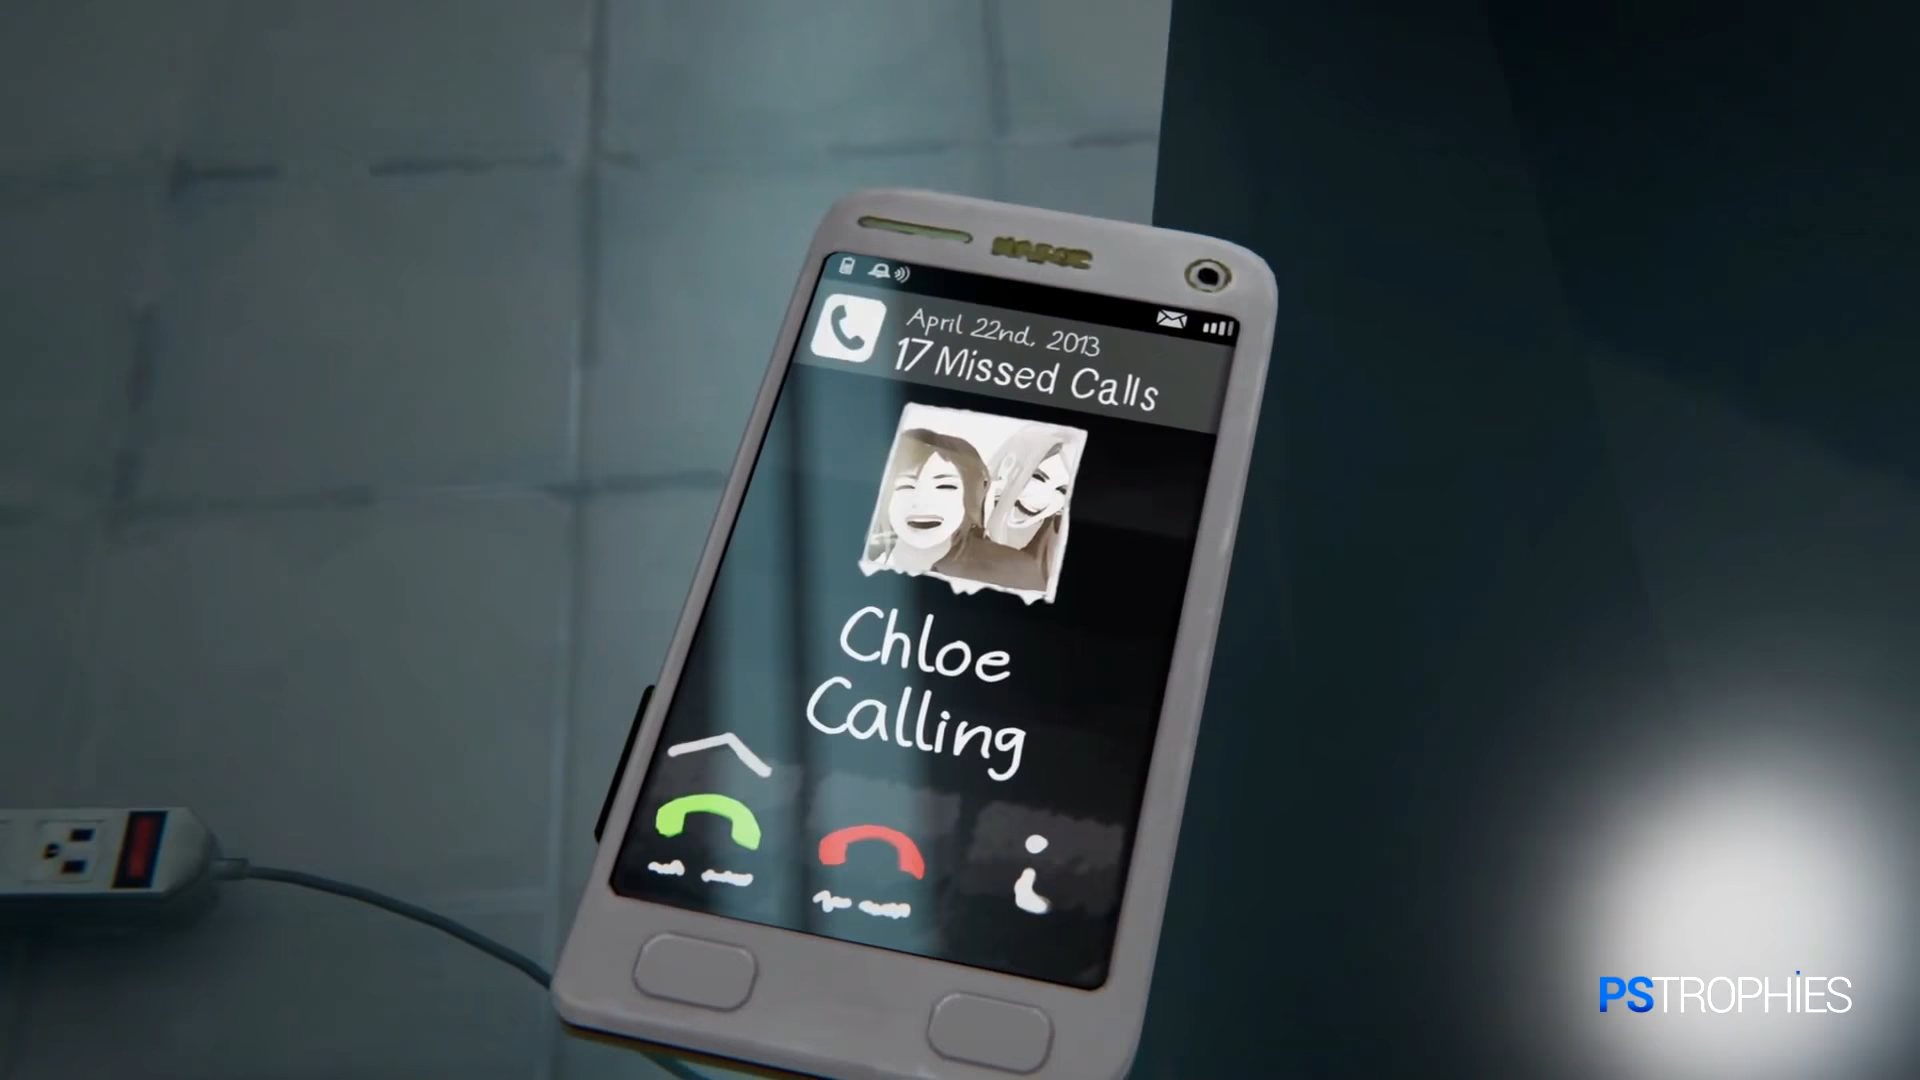 April 22nd, 2013
17 Missed Calls
Chloe
Calling
PSTROPHIES